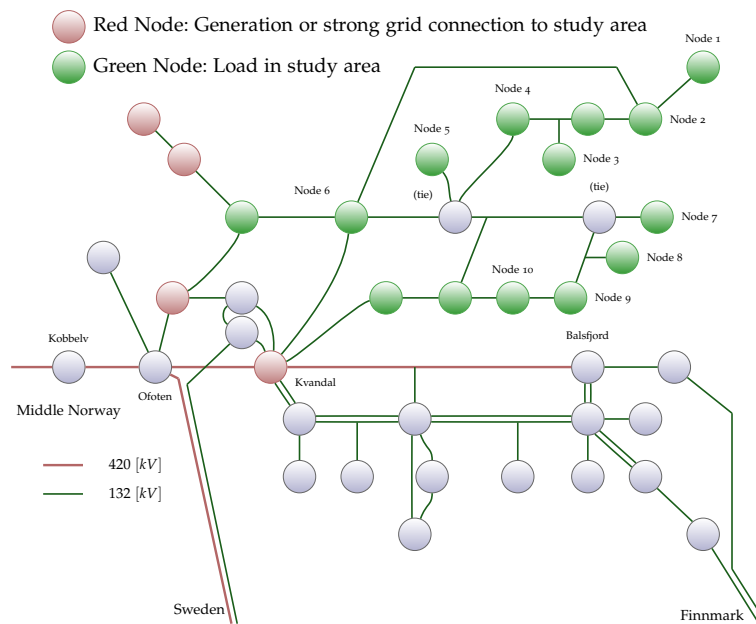 Red Node: Generation or strong grid connection to study area
Green Node: Load in study area
Node 1
Node 4
Node 2
Node 5
Node 3
Node 6
(tie)
(tie)
Node 7
Node 8
Node 10
Node 9
Kobbelv
Balsfjord
Ofoten
Kvandal
Middle Norway
420 [kV]
132 [kV]
Sweden
Finnmark